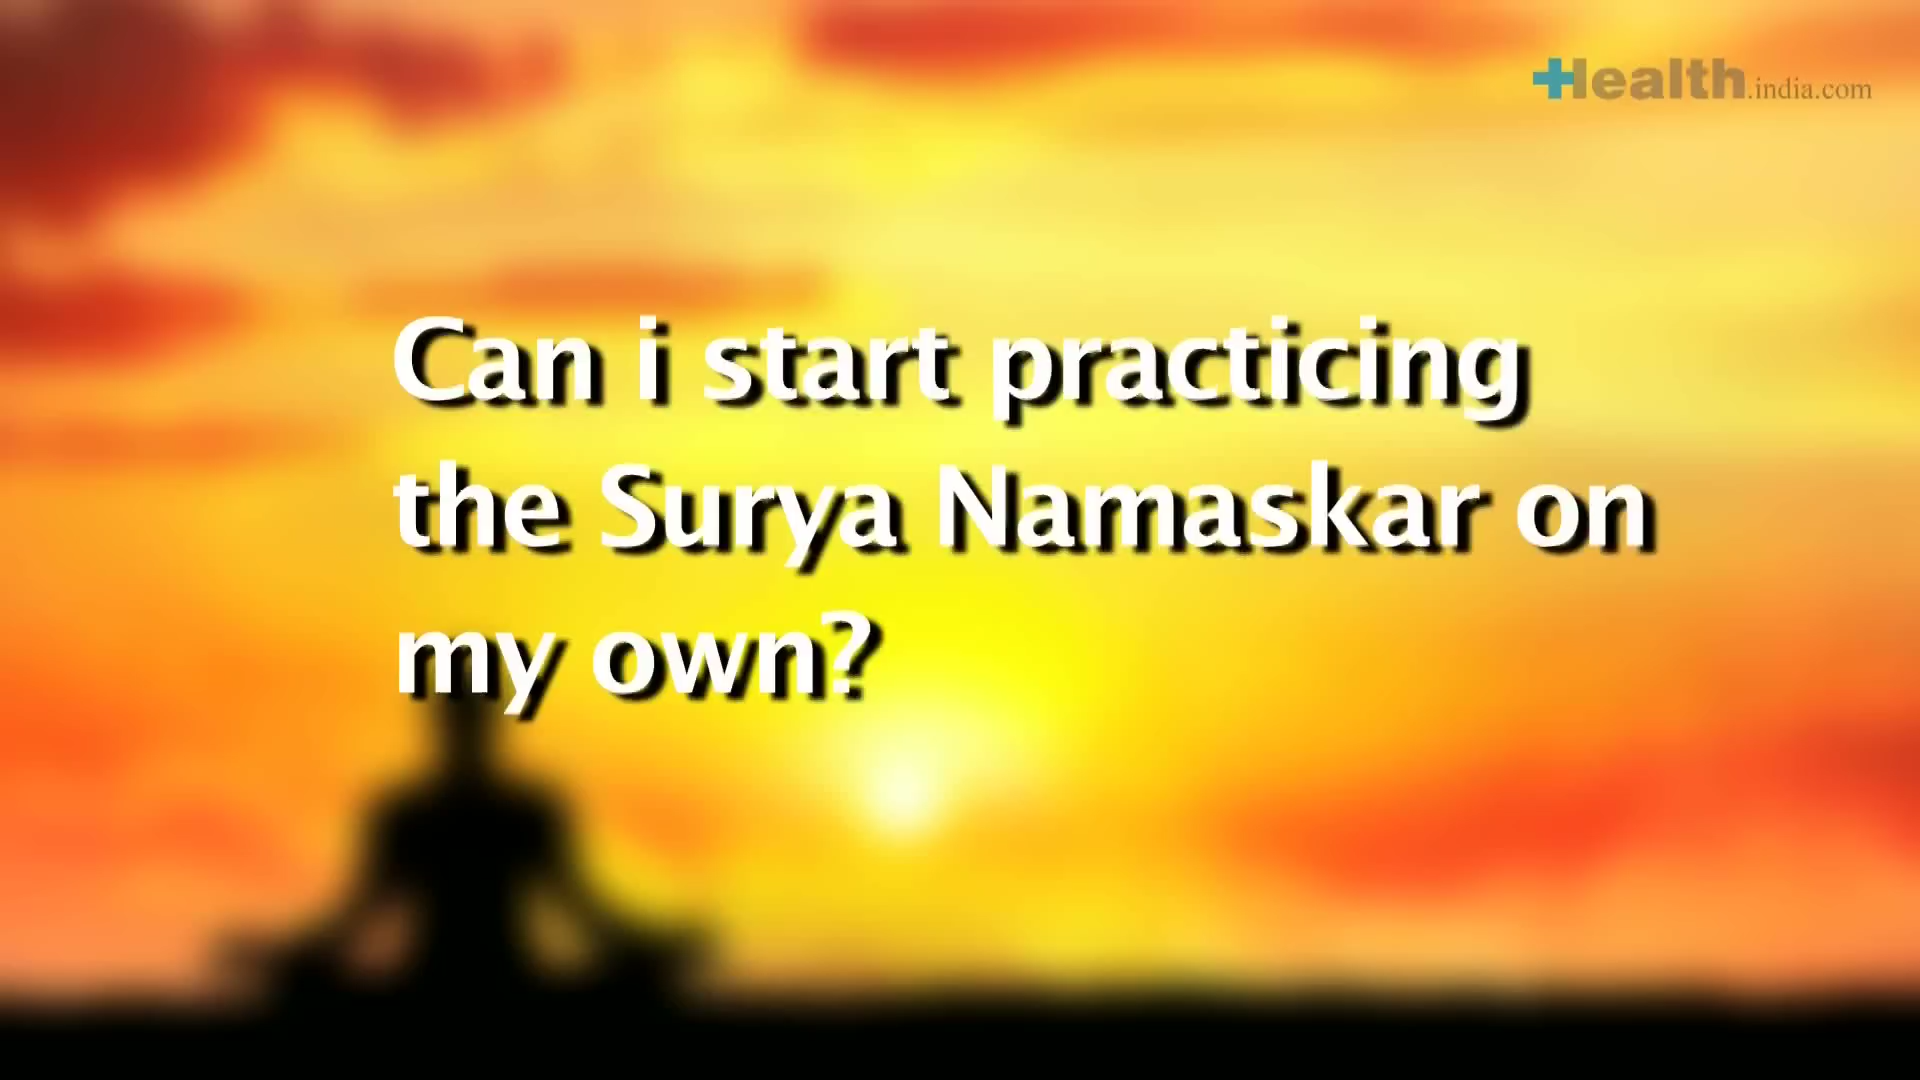 Health.india.com
Can i start practicing
the Surya Namaskar on
my own?